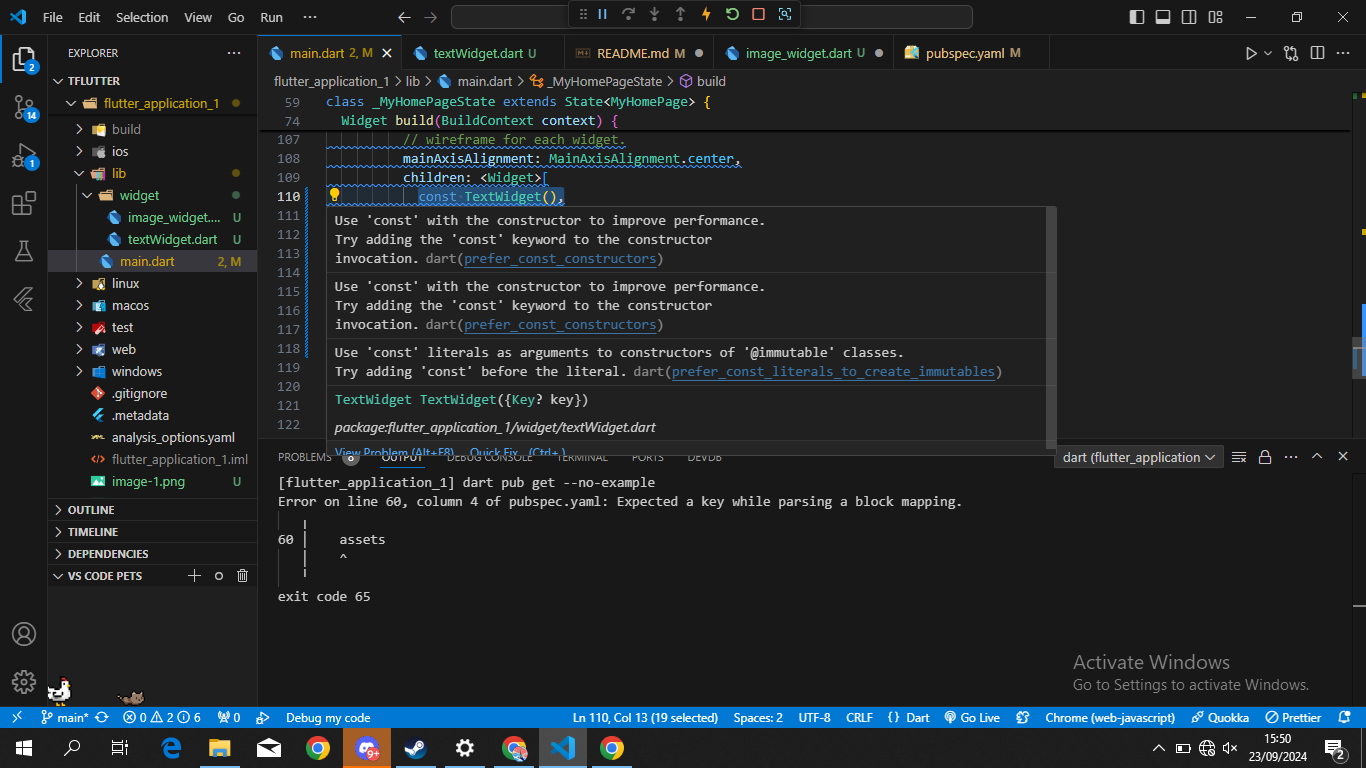 File Edit Selection View Go Run ···
EXPLORER ···
main.dart 2, M
textWidget.dart U
README.md M
image_widget.dart U
pubspec.yaml M
TFLUTTER
flutter_application_1 > lib > main.dart > _MyHomePageState > build
flutter_application_1
build
ios
lib
widget
image_widget.... U
textWidget.dart U
main.dart 2, M
linux
macos
test
web
windows
.gitignore
.metadata
analysis_options.yaml
flutter_application_1.iml
image-1.png U
OUTLINE
TIMELINE
DEPENDENCIES
VS CODE PETS
2
14
1
59 class _MyHomePageState extends State<MyHomePage> {
74 Widget build(BuildContext context) {
107 // wireframe for each widget.
108 mainAxisAlignment: MainAxisAlignment.center,
109 children: <Widget>[
110 const TextWidget(),
111
112
113
114
115
116
117
118
119
120
121
122
Use 'const' with the constructor to improve performance.
Try adding the 'const' keyword to the constructor
invocation. dart(prefer_const_constructors)
Use 'const' with the constructor to improve performance.
Try adding the 'const' keyword to the constructor
invocation. dart(prefer_const_constructors)
Use 'const' literals as arguments to constructors of '@immutable' classes.
Try adding 'const' before the literal. dart(prefer_const_literals_to_create_immutables)
TextWidget TextWidget({Key? key})
package:flutter_application_1/widget/textWidget.dart
View Problem (Alt+F8) Quick Fix... (Ctrl+.)
PROBLEMS 8 OUTPUT DEBUG CONSOLE TERMINAL PORTS DEVDB
dart (flutter_application
[flutter_application_1] dart pub get --no-example
Error on line 60, column 4 of pubspec.yaml: Expected a key while parsing a block mapping.
60 │ assets
│ ^
exit code 65
Activate Windows
Go to Settings to activate Windows.
main* 0 2 6 0 Debug my code
Ln 110, Col 13 (19 selected) Spaces: 2 UTF-8 CRLF {} Dart Go Live Chrome (web-javascript) Quokka Prettier
9+
15:50
23/09/2024
2